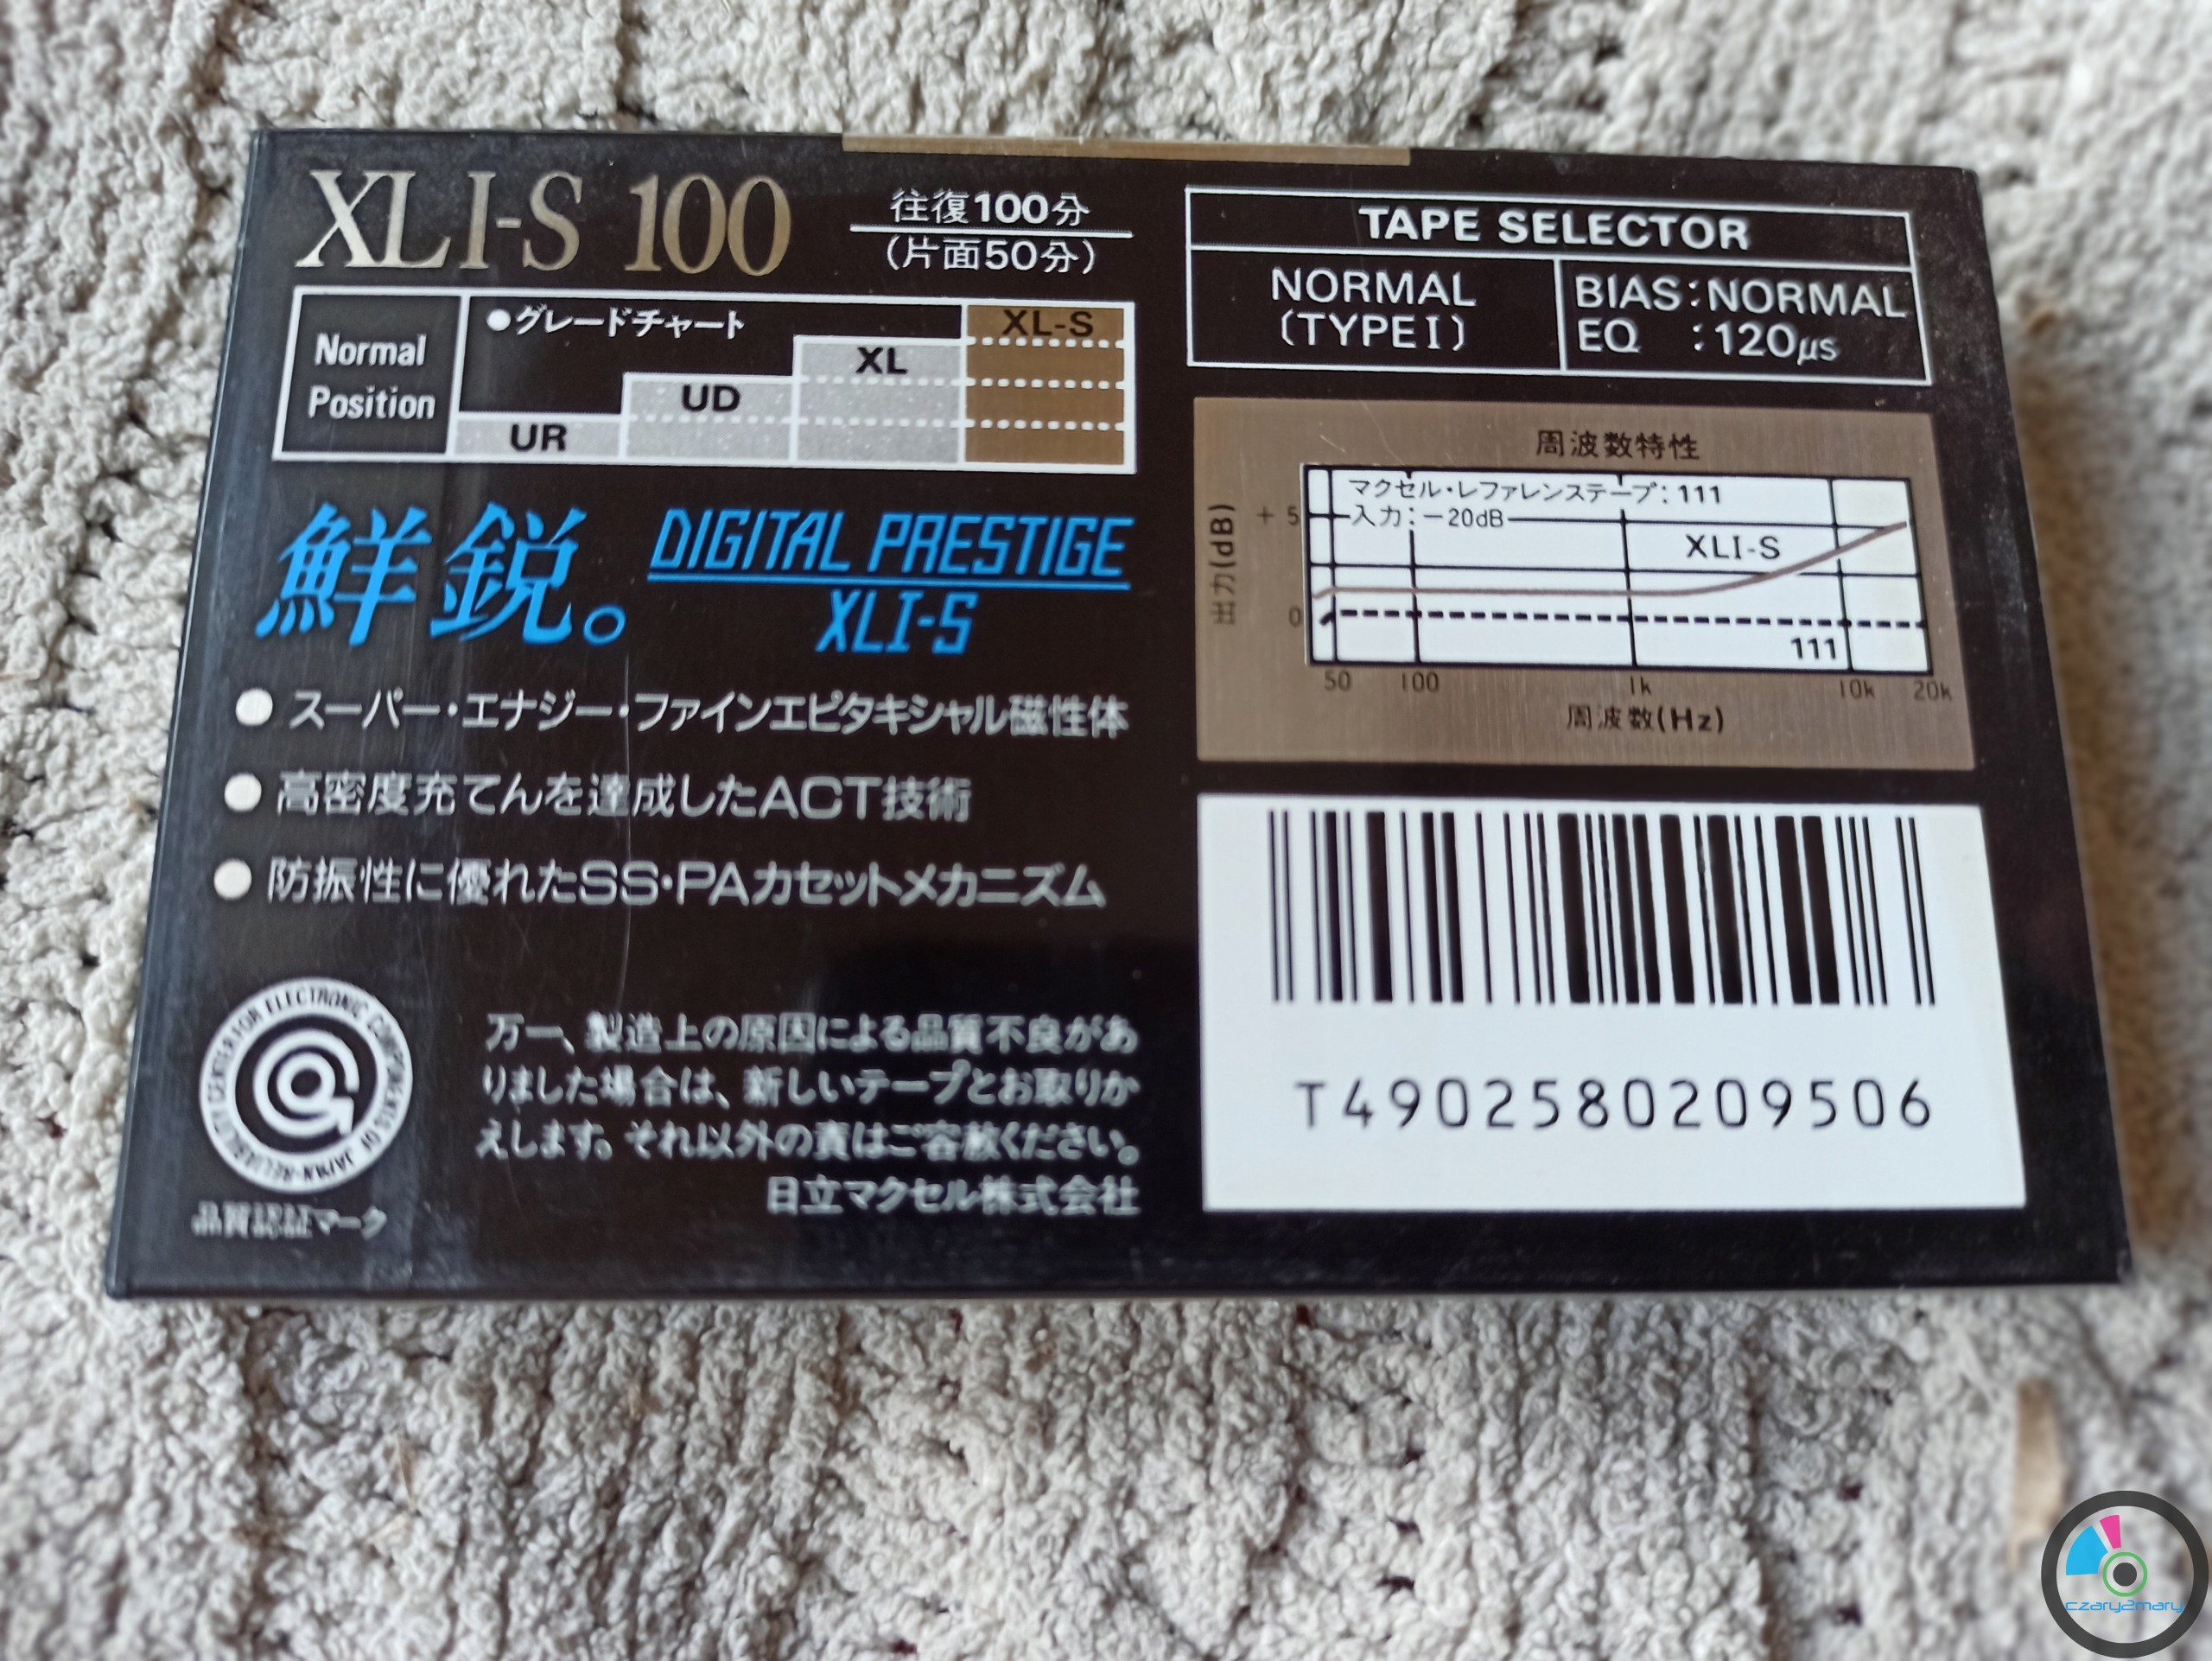 XLI-S 100
往復100分
(片面50分)
Normal
Position
●グレードチャート
UR
UD
XL
XL-S
鮮鋭。
DIGITAL PRESTIGE
XLI-S
● スーパー・エナジー・ファインエピタキシャル磁性体
● 高密度充てんを達成したACT技術
● 防振性に優れたSS・PAカセットメカニズム
RELIABILITY CENTER FOR ELECTRONIC COMPONENTS OF JAPAN
品質認証マーク
万一、製造上の原因による品質不良があ
りました場合は、新しいテープとお取りか
えします。それ以外の責はご容赦ください。
日立マクセル株式会社
TAPE SELECTOR
NORMAL
(TYPEI)
BIAS:NORMAL
EQ :120μs
周波数特性
マクセル・レファレンステープ:111
入力:−20dB
XLI-S
111
出力(dB)
+5
0
50 100 1k 10k 20k
周波数(Hz)
T4902580209506
czary2mary